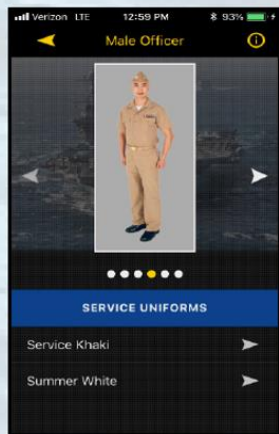 Verizon LTE 12:59 PM 93%
Male Officer
SERVICE UNIFORMS
Service Khaki
Summer White